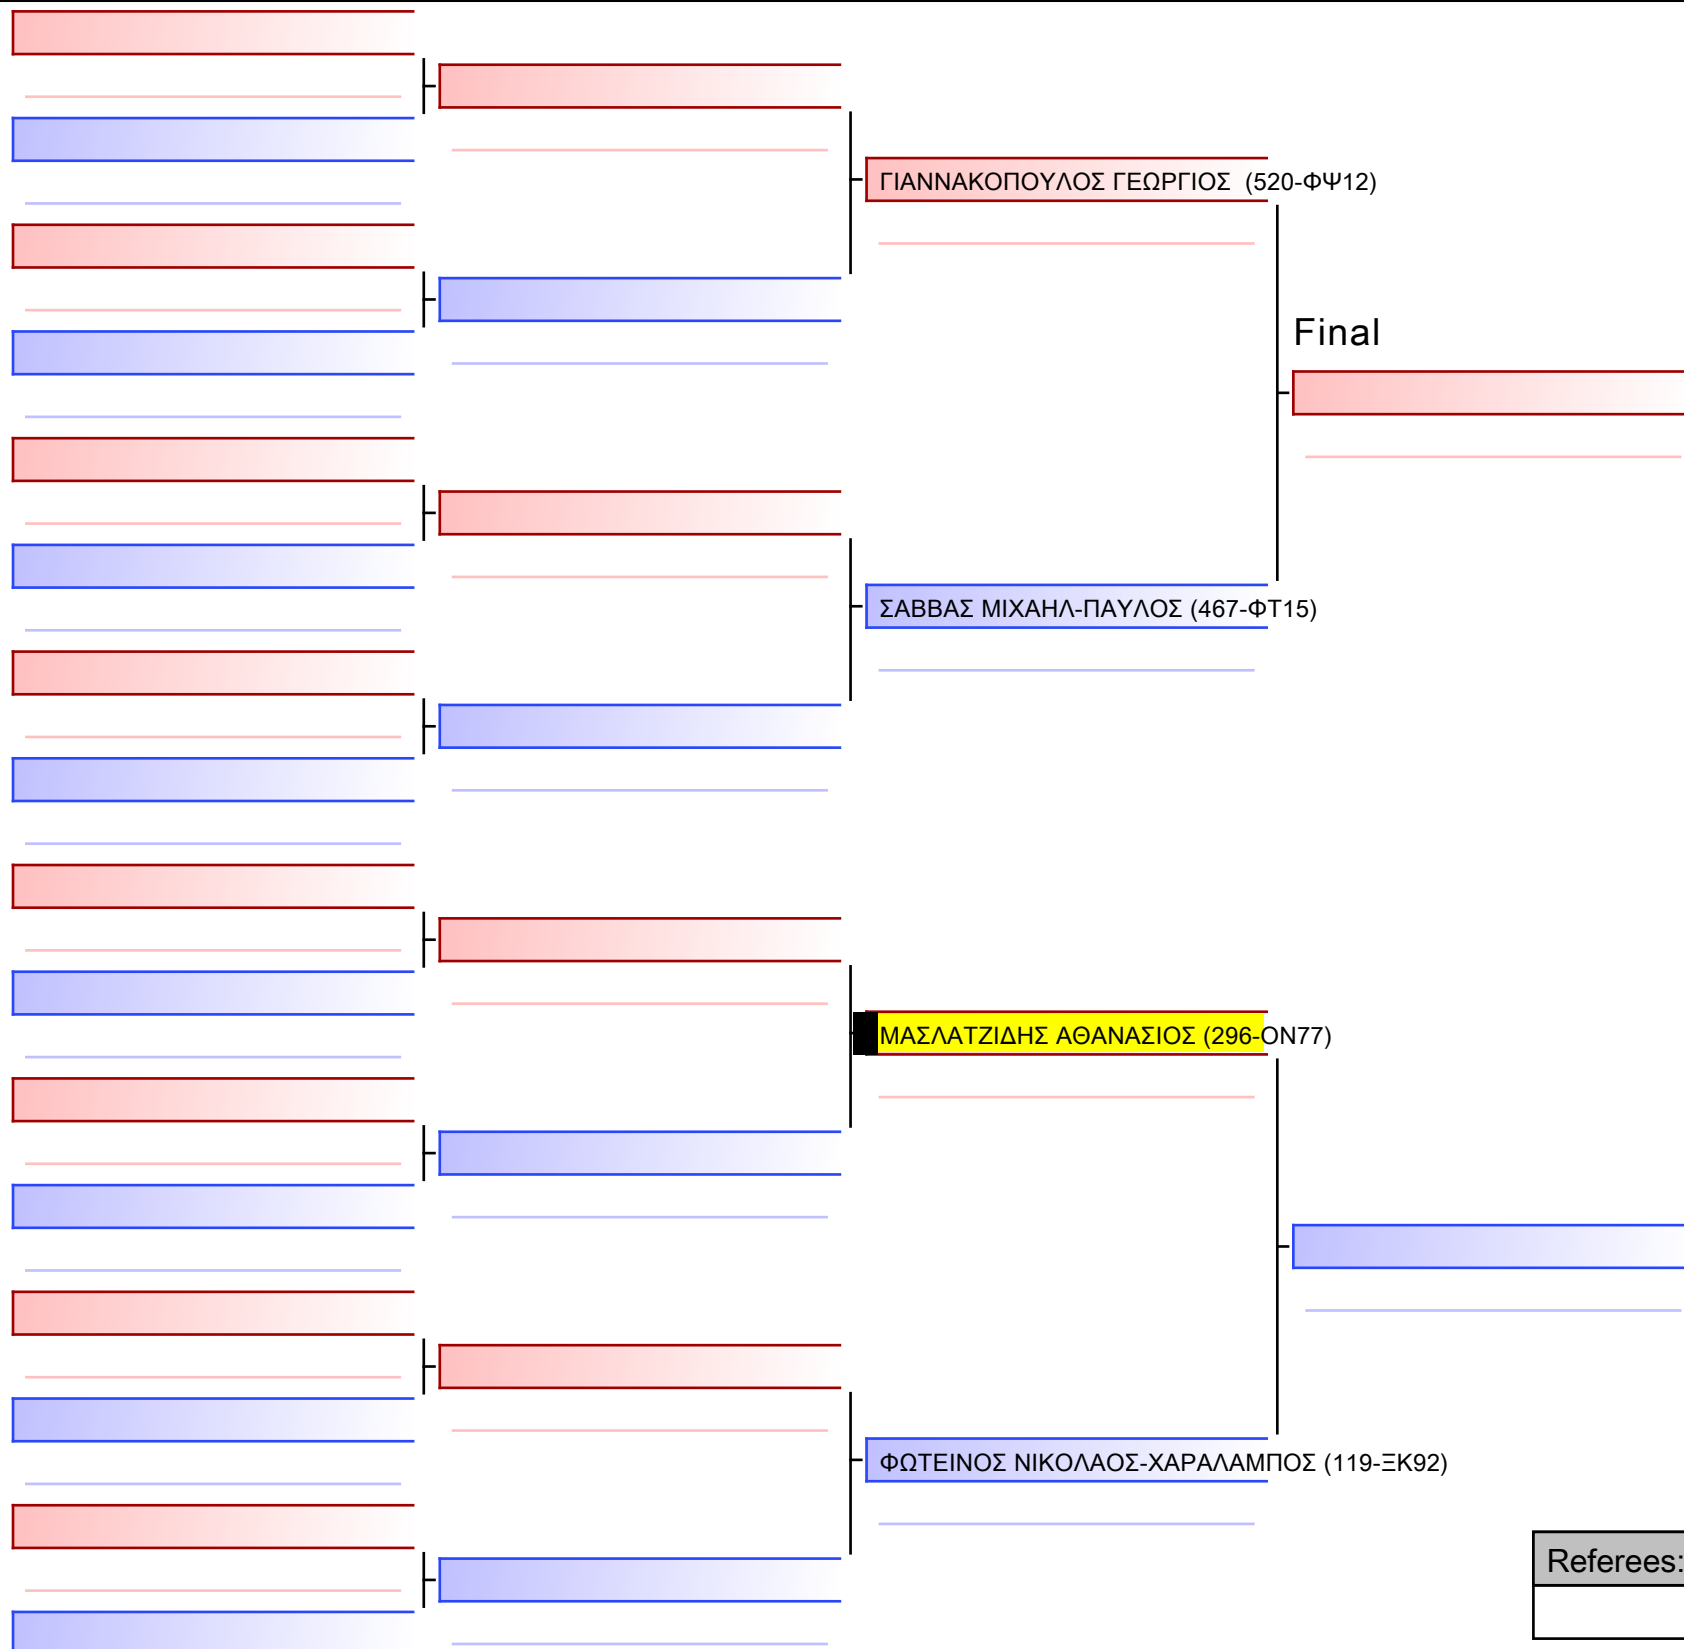 ΓΙΑΝΝΑΚΟΠΟΥΛΟΣ ΓΕΩΡΓΙΟΣ  (520-ΦΨ12)
Final
ΣΑΒΒΑΣ ΜΙΧΑΗΛ-ΠΑΥΛΟΣ (467-ΦΤ15)
ΜΑΣΛΑΤΖΙΔΗΣ ΑΘΑΝΑΣΙΟΣ (296-ΟΝ77)
ΦΩΤΕΙΝΟΣ ΝΙΚΟΛΑΟΣ-ΧΑΡΑΛΑΜΠΟΣ (119-ΞΚ92)
Referees: